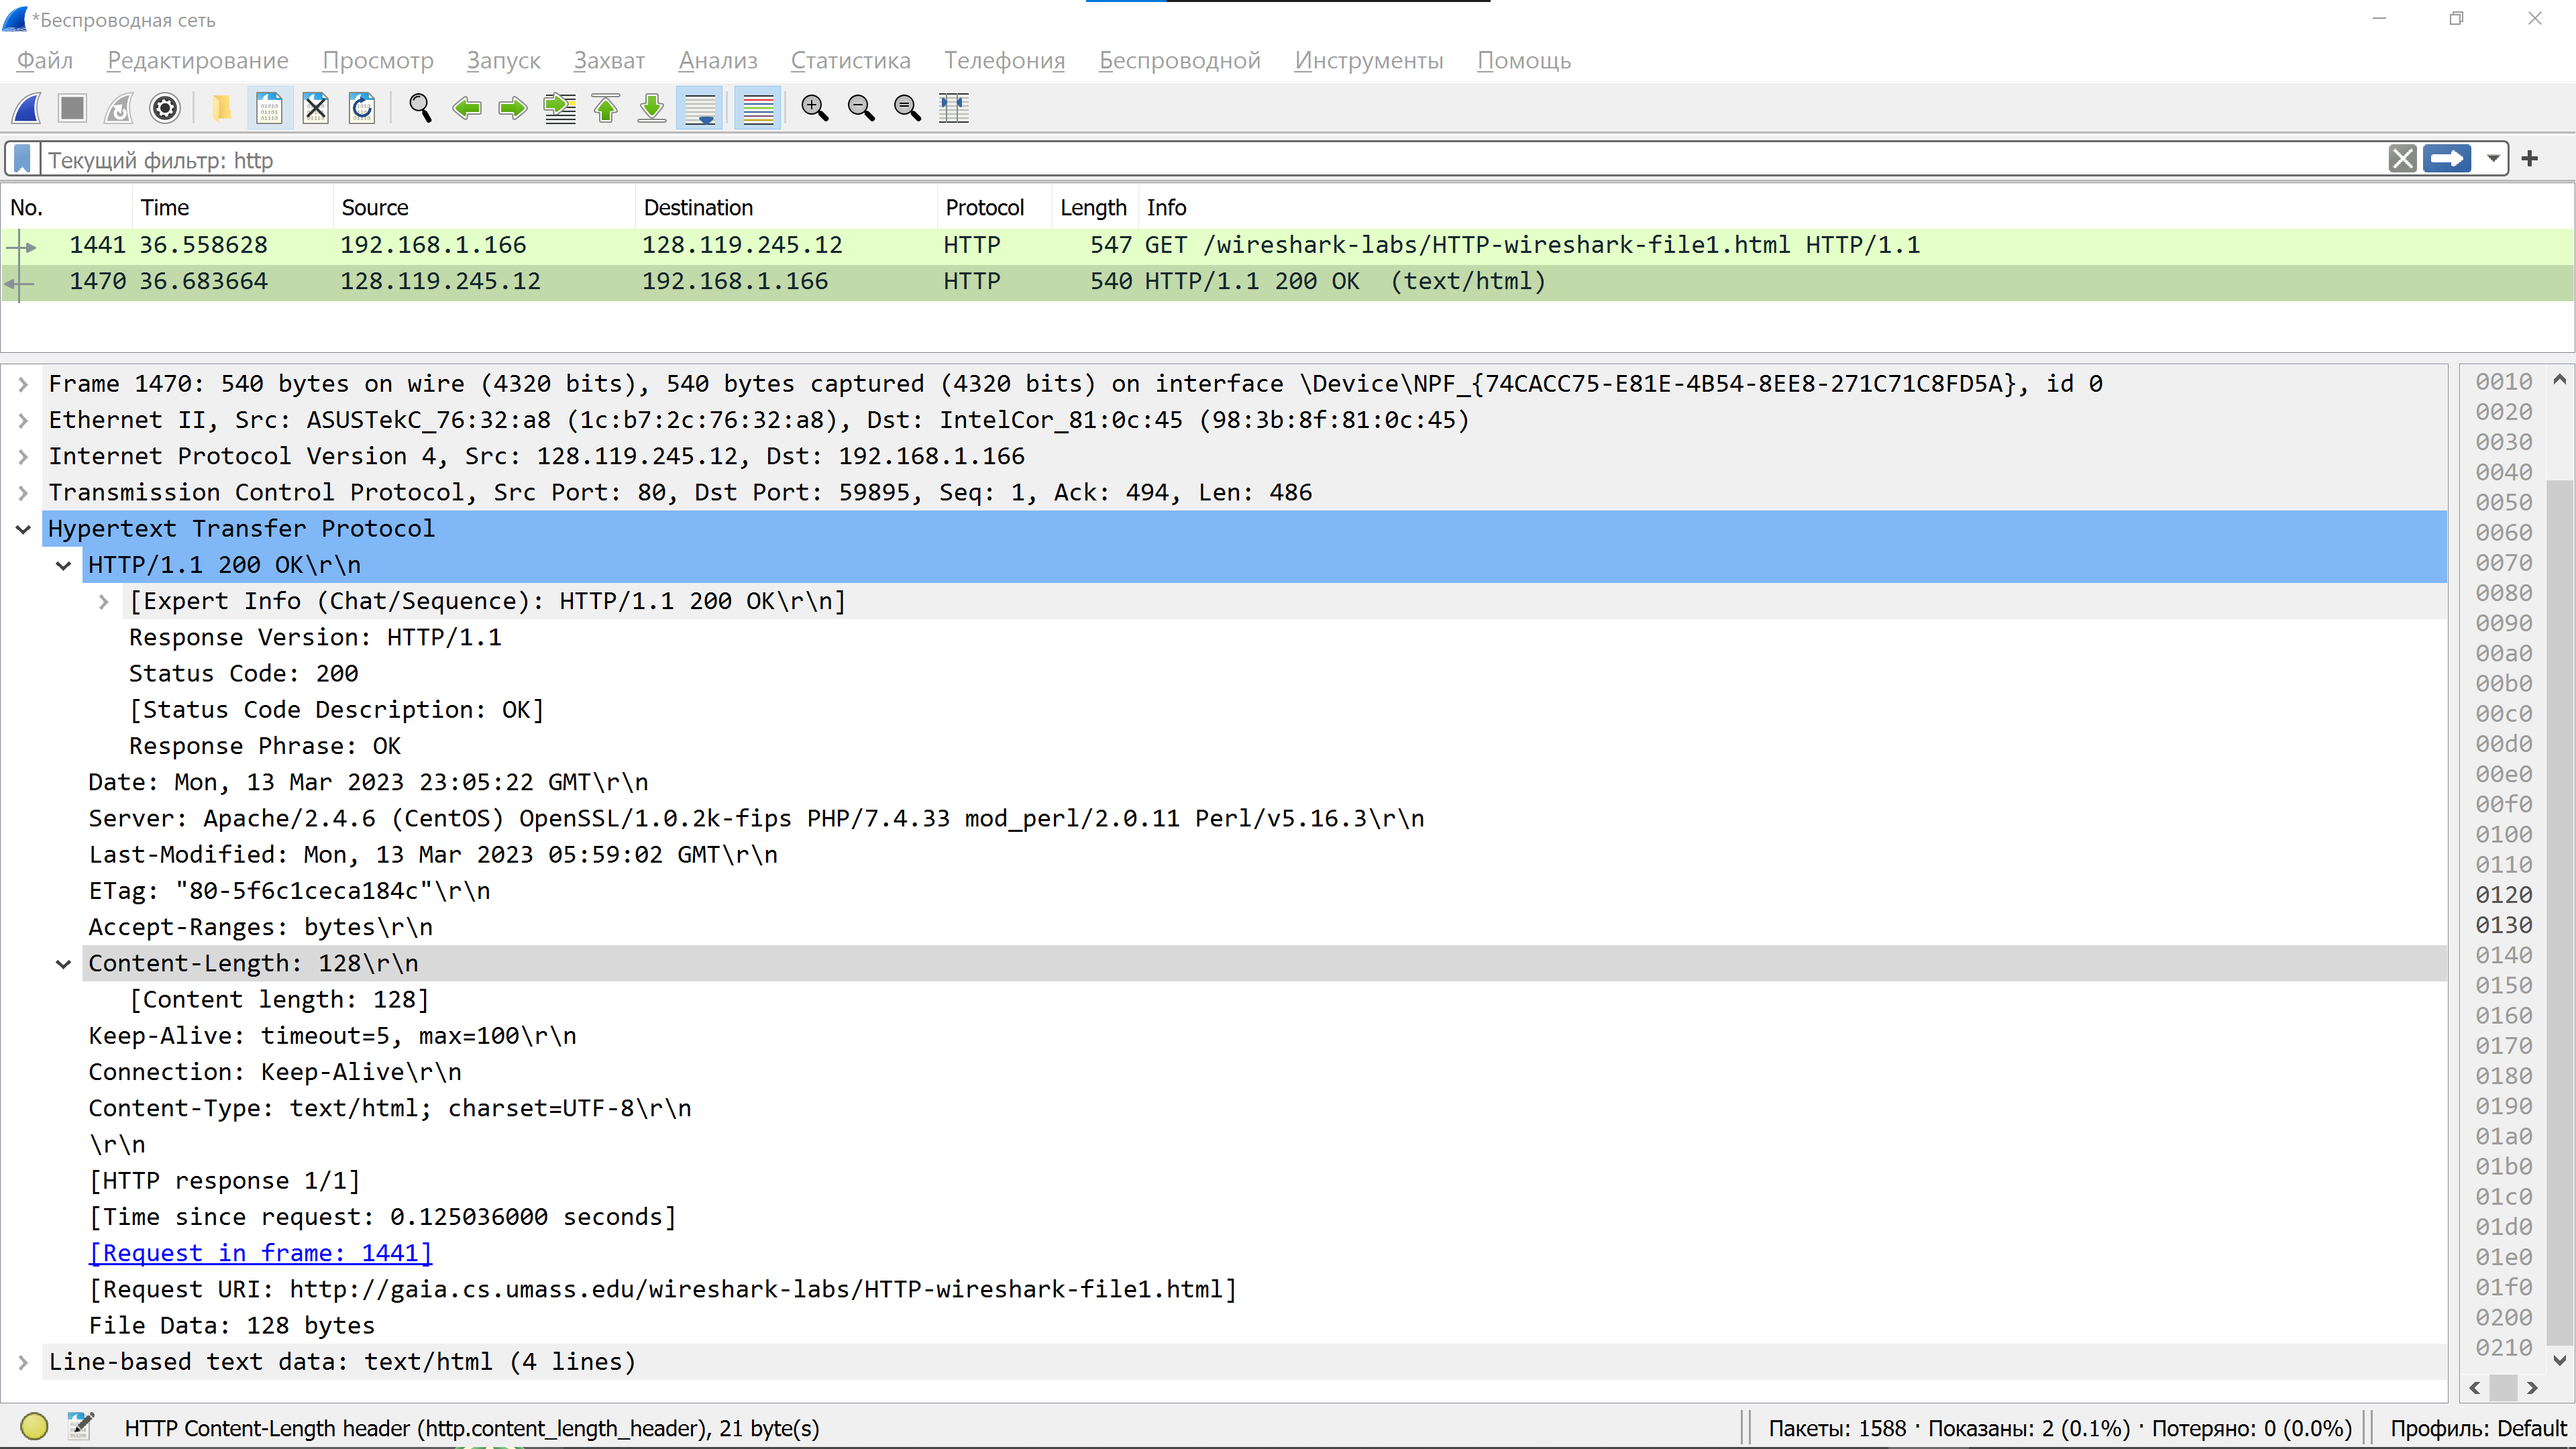 *Беспроводная сеть
Файл Редактирование Просмотр Запуск Захват Анализ Статистика Телефония Беспроводной Инструменты Помощь
Текущий фильтр: http
No. Time Source Destination Protocol Length Info
1441 36.558628 192.168.1.166 128.119.245.12 HTTP 547 GET /wireshark-labs/HTTP-wireshark-file1.html HTTP/1.1
1470 36.683664 128.119.245.12 192.168.1.166 HTTP 540 HTTP/1.1 200 OK (text/html)
Frame 1470: 540 bytes on wire (4320 bits), 540 bytes captured (4320 bits) on interface \Device\NPF_{74CACC75-E81E-4B54-8EE8-271C71C8FD5A}, id 0
Ethernet II, Src: ASUSTekC_76:32:a8 (1c:b7:2c:76:32:a8), Dst: IntelCor_81:0c:45 (98:3b:8f:81:0c:45)
Internet Protocol Version 4, Src: 128.119.245.12, Dst: 192.168.1.166
Transmission Control Protocol, Src Port: 80, Dst Port: 59895, Seq: 1, Ack: 494, Len: 486
Hypertext Transfer Protocol
HTTP/1.1 200 OK\r\n
[Expert Info (Chat/Sequence): HTTP/1.1 200 OK\r\n]
Response Version: HTTP/1.1
Status Code: 200
[Status Code Description: OK]
Response Phrase: OK
Date: Mon, 13 Mar 2023 23:05:22 GMT\r\n
Server: Apache/2.4.6 (CentOS) OpenSSL/1.0.2k-fips PHP/7.4.33 mod_perl/2.0.11 Perl/v5.16.3\r\n
Last-Modified: Mon, 13 Mar 2023 05:59:02 GMT\r\n
ETag: "80-5f6c1ceca184c"\r\n
Accept-Ranges: bytes\r\n
Content-Length: 128\r\n
[Content length: 128]
Keep-Alive: timeout=5, max=100\r\n
Connection: Keep-Alive\r\n
Content-Type: text/html; charset=UTF-8\r\n
\r\n
[HTTP response 1/1]
[Time since request: 0.125036000 seconds]
[Request in frame: 1441]
[Request URI: http://gaia.cs.umass.edu/wireshark-labs/HTTP-wireshark-file1.html]
File Data: 128 bytes
Line-based text data: text/html (4 lines)
0010
0020
0030
0040
0050
0060
0070
0080
0090
00a0
00b0
00c0
00d0
00e0
00f0
0100
0110
0120
0130
0140
0150
0160
0170
0180
0190
01a0
01b0
01c0
01d0
01e0
01f0
0200
0210
HTTP Content-Length header (http.content_length_header), 21 byte(s)
Пакеты: 1588 · Показаны: 2 (0.1%) · Потеряно: 0 (0.0%)
Профиль: Default